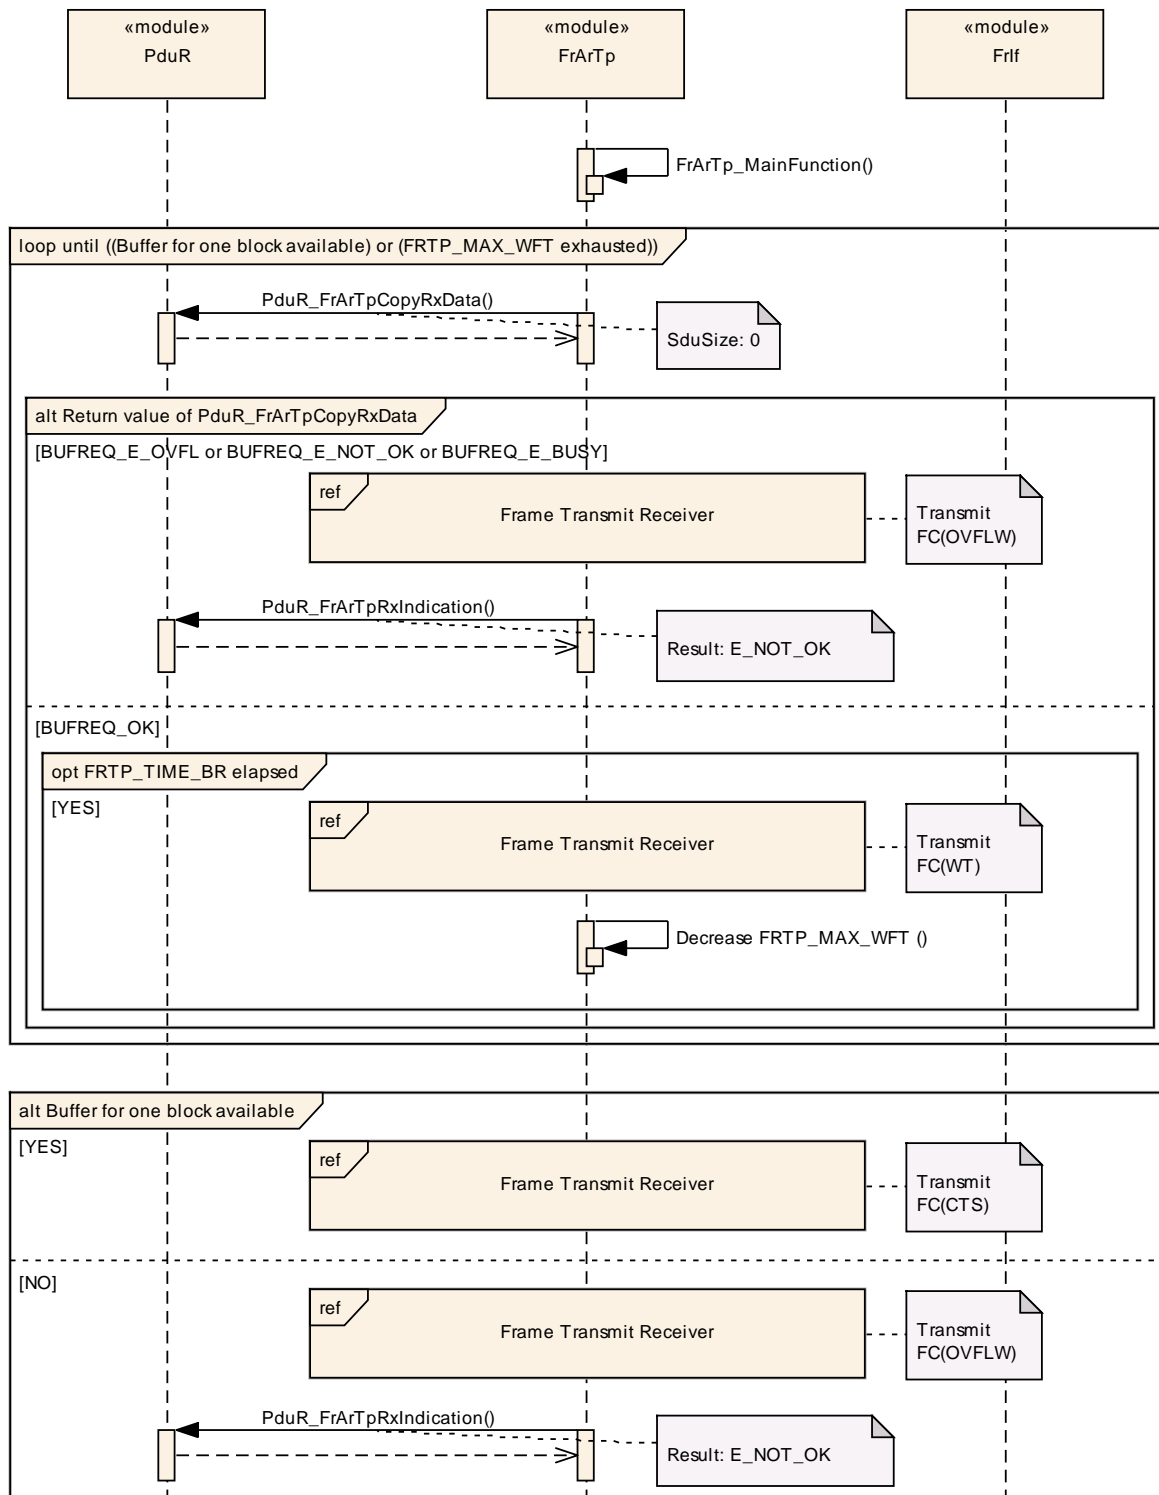 «module»
PduR
«module»
FrArTp
«module»
FrIf
FrArTp_MainFunction()
loop until ((Buffer for one block available) or (FRTP_MAX_WFT exhausted))
PduR_FrArTpCopyRxData()
SduSize: 0
alt Return value of PduR_FrArTpCopyRxData
[BUFREQ_E_OVFL or BUFREQ_E_NOT_OK or BUFREQ_E_BUSY]
ref
Frame Transmit Receiver
Transmit
FC(OVFLW)
PduR_FrArTpRxIndication()
Result: E_NOT_OK
[BUFREQ_OK]
opt FRTP_TIME_BR elapsed
[YES]
ref
Frame Transmit Receiver
Transmit
FC(WT)
Decrease FRTP_MAX_WFT ()
alt Buffer for one block available
[YES]
ref
Frame Transmit Receiver
Transmit
FC(CTS)
[NO]
ref
Frame Transmit Receiver
Transmit
FC(OVFLW)
PduR_FrArTpRxIndication()
Result: E_NOT_OK